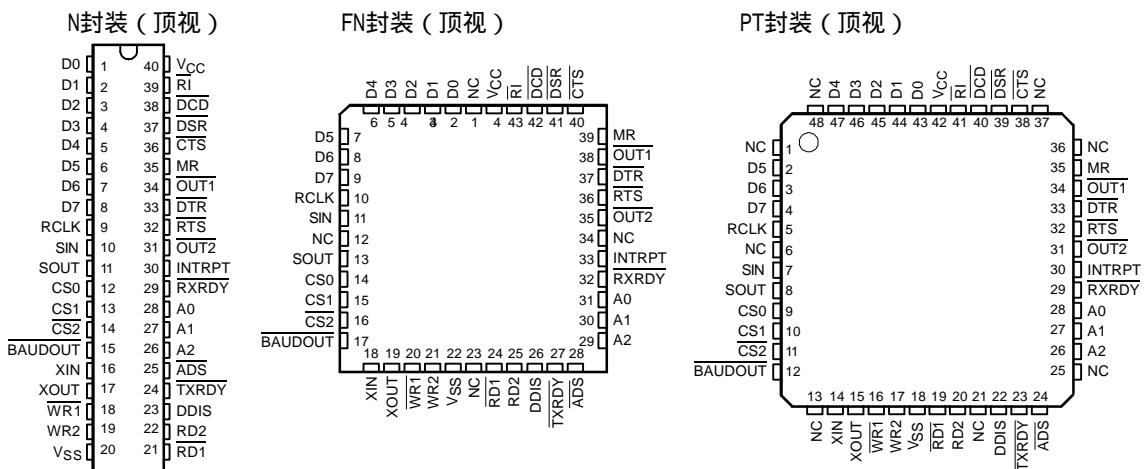 N封装(顶视)
D0 1 40 VCC
D1 2 39 RI
D2 3 38 DCD
D3 4 37 DSR
D4 5 36 CTS
D5 6 35 MR
D6 7 34 OUT1
D7 8 33 DTR
RCLK 9 32 RTS
SIN 10 31 OUT2
SOUT 11 30 INTRPT
CS0 12 29 RXRDY
CS1 13 28 A0
CS2 14 27 A1
BAUDOUT 15 26 A2
XIN 16 25 ADS
XOUT 17 24 TXRDY
WR1 18 23 DDIS
WR2 19 22 RD2
VSS 20 21 RD1
FN封装(顶视)
D4 D3 D2 D1 D0 NC VCC RI DCD DSR CTS
6 5 4 3 2 1 4 43 42 41 40
D5 7 39 MR
D6 8 38 OUT1
D7 9 37 DTR
RCLK 10 36 RTS
SIN 11 35 OUT2
NC 12 34 NC
SOUT 13 33 INTRPT
CS0 14 32 RXRDY
CS1 15 31 A0
CS2 16 30 A1
BAUDOUT 17 29 A2
18 19 20 21 22 23 24 25 26 27 28
XIN XOUT WR1 WR2 VSS NC RD1 RD2 DDIS TXRDY ADS
PT封装(顶视)
NC D4 D3 D2 D1 D0 VCC RI DCD DSR CTS NC
48 47 46 45 44 43 42 41 40 39 38 37
NC 1 36 NC
D5 2 35 MR
D6 3 34 OUT1
D7 4 33 DTR
RCLK 5 32 RTS
NC 6 31 OUT2
SIN 7 30 INTRPT
SOUT 8 29 RXRDY
CS0 9 28 A0
CS1 10 27 A1
CS2 11 26 A2
BAUDOUT 12 25 NC
13 14 15 16 17 18 19 20 21 22 23 24
NC XIN XOUT WR1 WR2 VSS RD1 RD2 NC DDIS TXRDY ADS